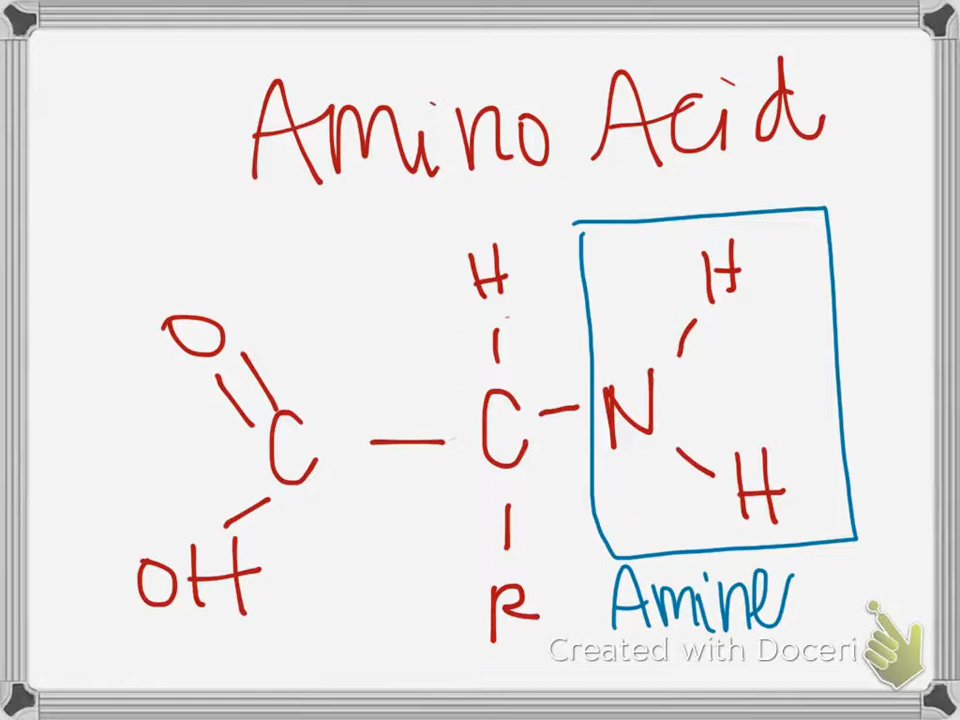 Amino Acid
H
H
O
C
C
N
H
OH
R
Amine
Created with Doceri